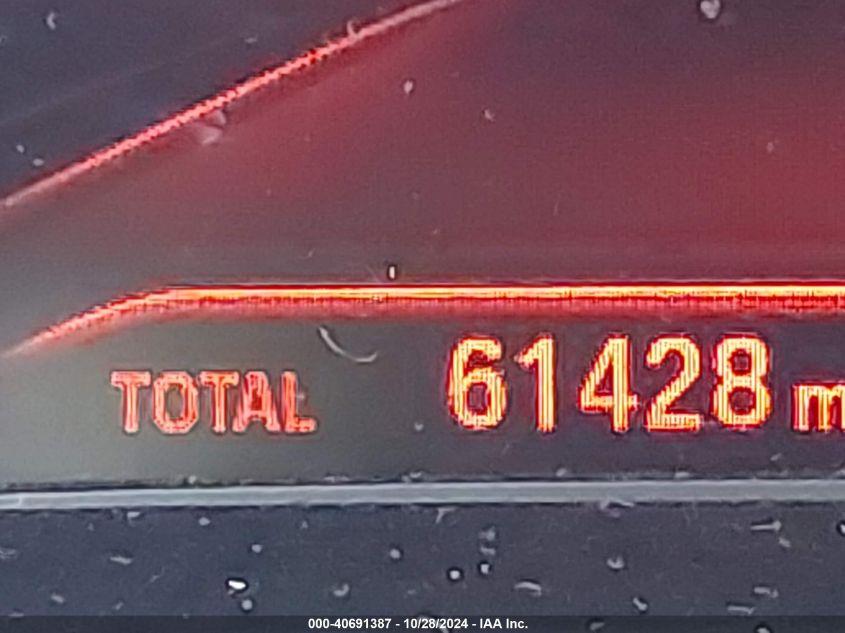 TOTAL 61428 m
000-40691387 - 10/28/2024 - IAA Inc.